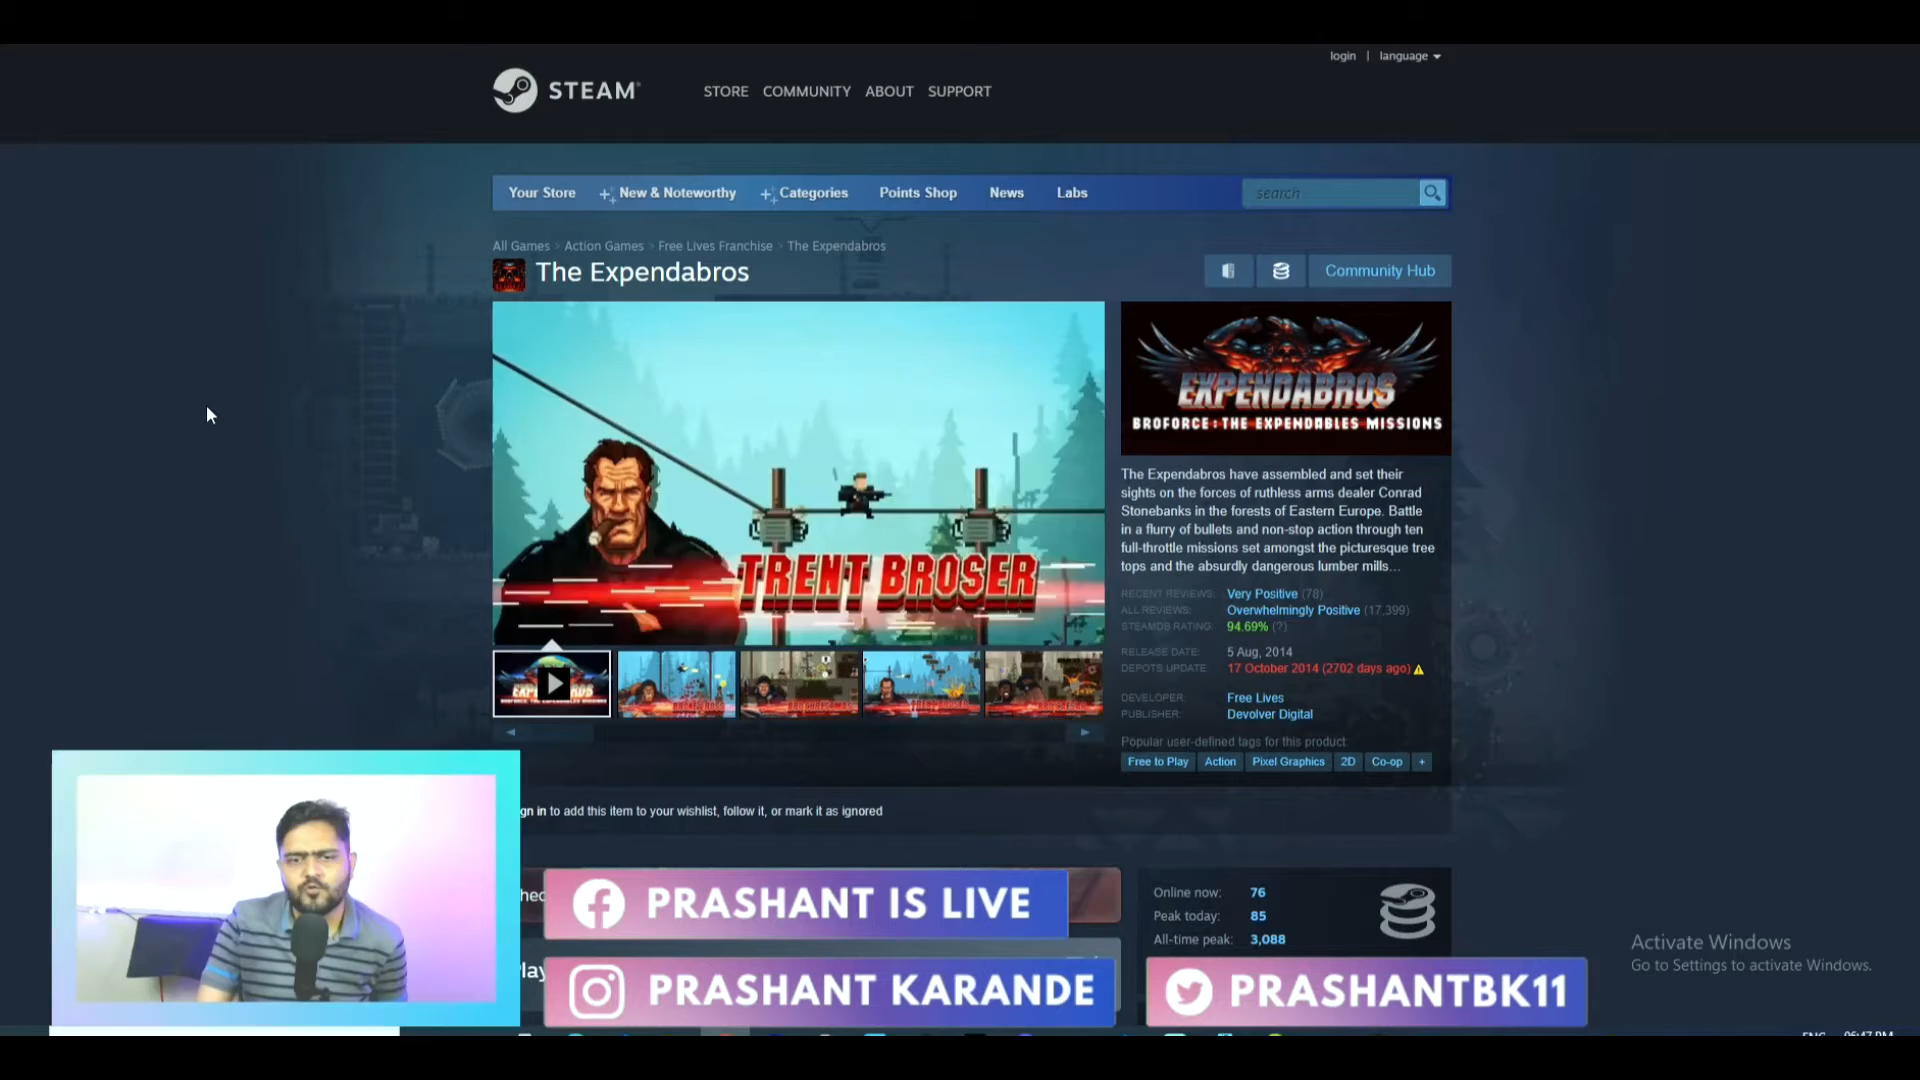 login | language
STEAM
STORE COMMUNITY ABOUT SUPPORT
Your Store New & Noteworthy Categories Points Shop News Labs
search
All Games > Action Games > Free Lives Franchise > The Expendabros
The Expendabros
Community Hub
TRENT BROSER
EXPENDABROS
BROFORCE: THE EXPENDABLES MISSIONS
The Expendabros have assembled and set their
sights on the forces of ruthless arms dealer Conrad
Stonebanks in the forests of Eastern Europe. Battle
in a flurry of bullets and non-stop action through ten
full-throttle missions set amongst the picturesque tree
tops and the absurdly dangerous lumber mills...
RECENT REVIEWS: Very Positive (78)
ALL REVIEWS: Overwhelmingly Positive (17,399)
STEAMDB RATING: 94.69% (?)
RELEASE DATE: 5 Aug, 2014
DEPOTS UPDATE 17 October 2014 (2702 days ago)
DEVELOPER: Free Lives
PUBLISHER: Devolver Digital
Popular user-defined tags for this product
Free to Play Action Pixel Graphics 2D Co-op +
gn in to add this item to your wishlist, follow it, or mark it as ignored
PRASHANT IS LIVE
Online now: 76
Peak today: 85
All-time peak: 3,088
Activate Windows
Go to Settings to activate Windows.
PRASHANT KARANDE
PRASHANTBK11